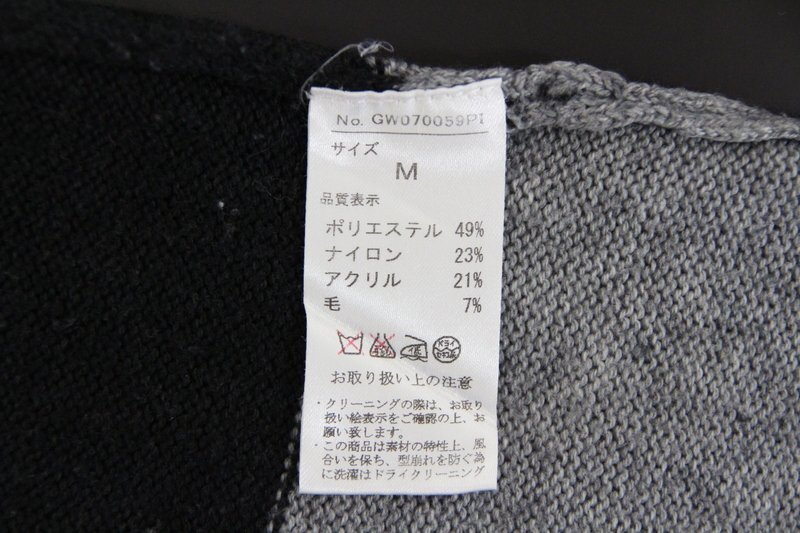 No. GW070059PI
サイズ
M
品質表示
ポリエステル 49%
ナイロン 23%
アクリル 21%
毛 7%
お取り扱い上の注意
・クリーニングの際は、お取り
扱い絵表示をご確認の上、お
願い致します。
・この商品は素材の特性上、風
合いを保ち、型崩れを防ぐ為
に洗濯はドライクリーニング